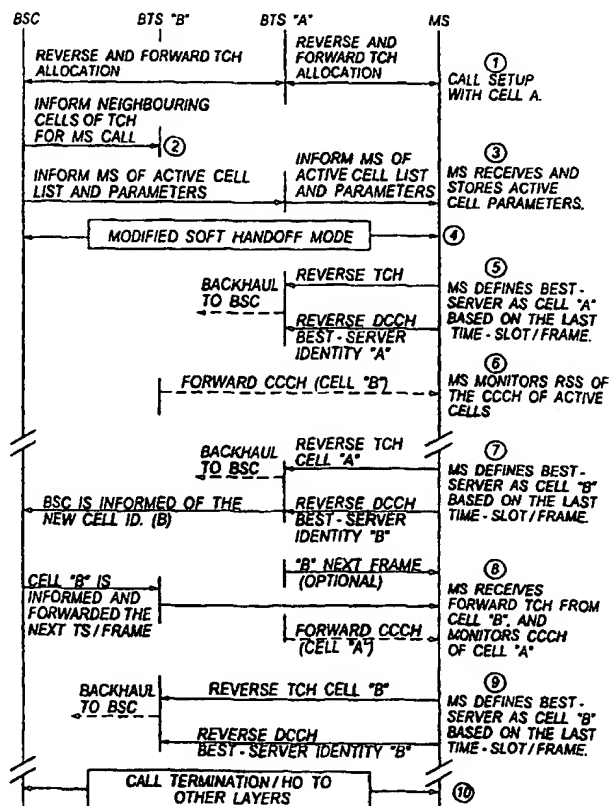 BSC BTS "B" BTS "A" MS
REVERSE AND FORWARD TCH
ALLOCATION
REVERSE AND
FORWARD TCH
ALLOCATION
①
CALL SETUP
WITH CELL A.
INFORM NEIGHBOURING
CELLS OF TCH
FOR MS CALL
②
INFORM MS OF ACTIVE CELL
LIST AND PARAMETERS
INFORM MS OF
ACTIVE CELL LIST
AND PARAMETERS
③
MS RECEIVES AND
STORES ACTIVE
CELL PARAMETERS.
MODIFIED SOFT HANDOFF MODE
④
BACKHAUL
TO BSC
REVERSE TCH
REVERSE DCCH
BEST-SERVER
IDENTITY "A"
⑤
MS DEFINES BEST-
SERVER AS CELL "A"
BASED ON THE LAST
TIME-SLOT/FRAME.
FORWARD CCCH (CELL "B")
⑥
MS MONITORS RSS OF
THE CCCH OF ACTIVE
CELLS
BACKHAUL
TO BSC
REVERSE TCH
CELL "A"
⑦
MS DEFINES BEST-
SERVER AS CELL "B"
BASED ON THE LAST
TIME-SLOT/FRAME.
BSC IS INFORMED OF THE
NEW CELL ID. (B)
REVERSE DCCH
BEST-SERVER
IDENTITY "B"
CELL "B" IS
INFORMED AND
FORWARDED THE
NEXT TS/FRAME
"B" NEXT FRAME
(OPTIONAL)
FORWARD CCCH
(CELL "A")
⑧
MS RECEIVES
FORWARD TCH FROM
CELL "B", AND
MONITORS CCCH
OF CELL "A"
BACKHAUL
TO BSC
REVERSE TCH CELL "B"
REVERSE DCCH
BEST-SERVER IDENTITY "B"
⑨
MS DEFINES BEST-
SERVER AS CELL "B"
BASED ON THE LAST
TIME-SLOT/FRAME.
CALL TERMINATION/HO TO
OTHER LAYERS
⑩